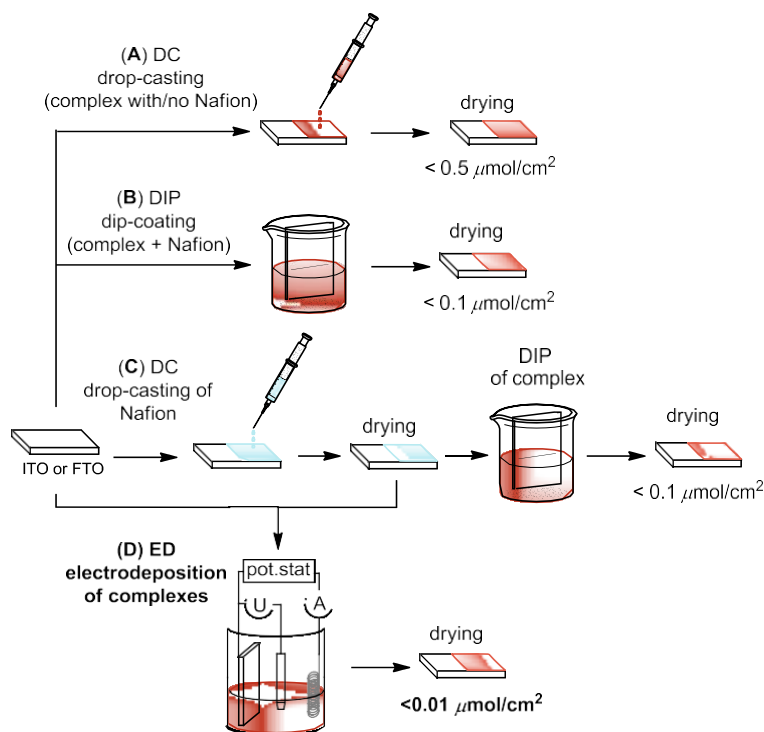 (A) DC
drop-casting
(complex with/no Nafion)
drying
< 0.5 μmol/cm²
(B) DIP
dip-coating
(complex + Nafion)
drying
< 0.1 μmol/cm²
(C) DC
drop-casting of
Nafion
DIP
of complex
drying
drying
ITO or FTO
< 0.1 μmol/cm²
(D) ED
electrodeposition
of complexes
pot.stat
U
A
drying
<0.01 μmol/cm²